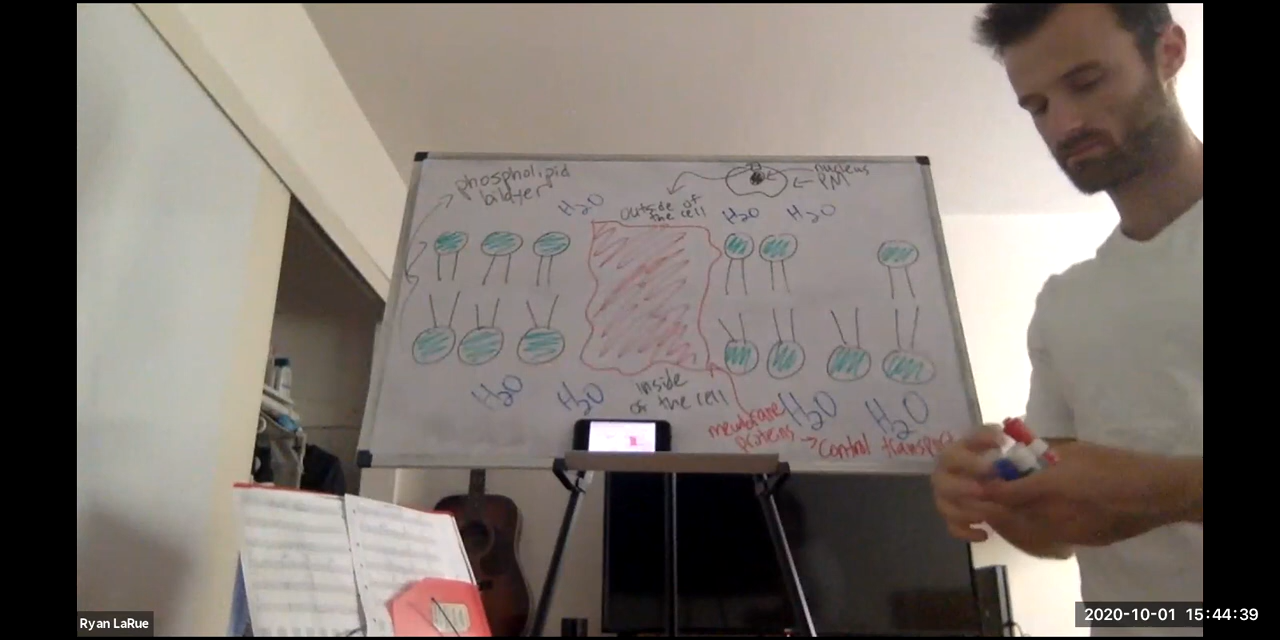 phospholipid
bilayer
H₂O
outside of
the cell
nucleus
PM
H₂O
H₂O
H₂O
H₂O
inside
of the cell
membrane
proteins → control transport
H₂O
H₂O
Ryan LaRue
2020-10-01 15:44:39